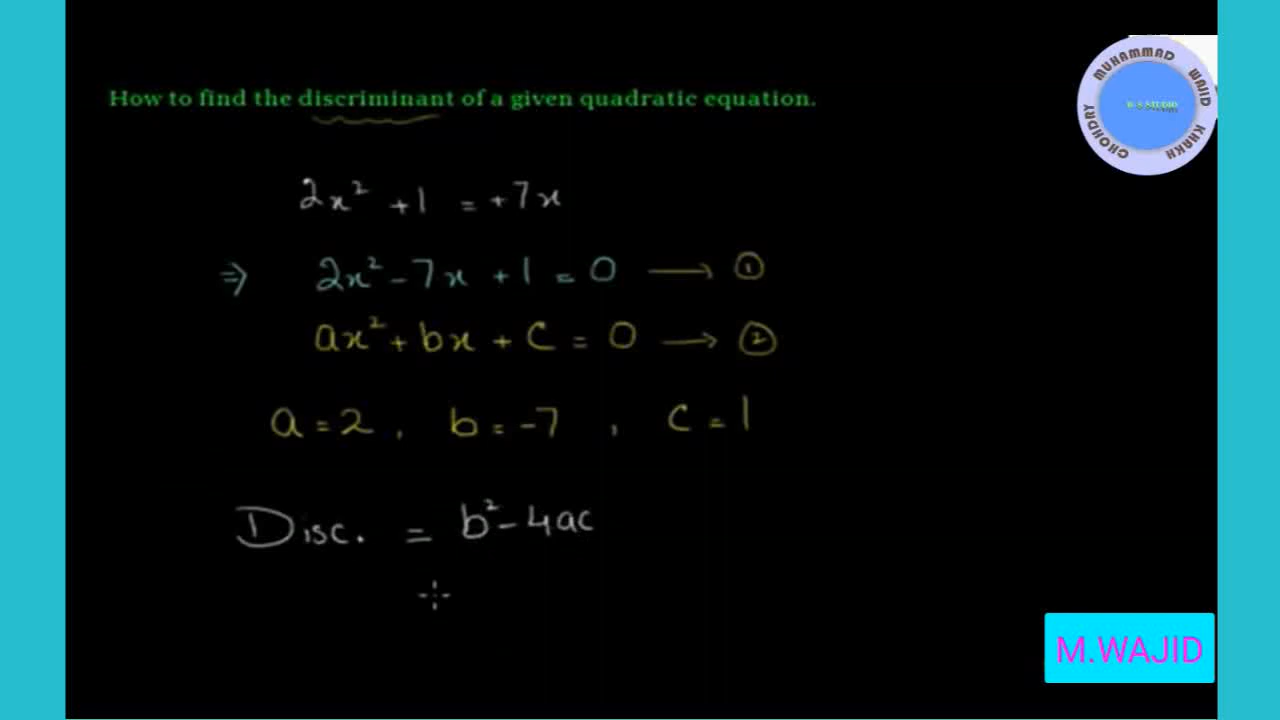 MUHAMMAD WAJID KHAKH CHOHDRY
How to find the discriminant of a given quadratic equation.
2x² + 1 = +7x
⇒ 2x² - 7x + 1 = 0 → ①
ax² + bx + c = 0 → ②
a = 2 , b = -7 , c = 1
Disc. = b² - 4ac
M.WAJID